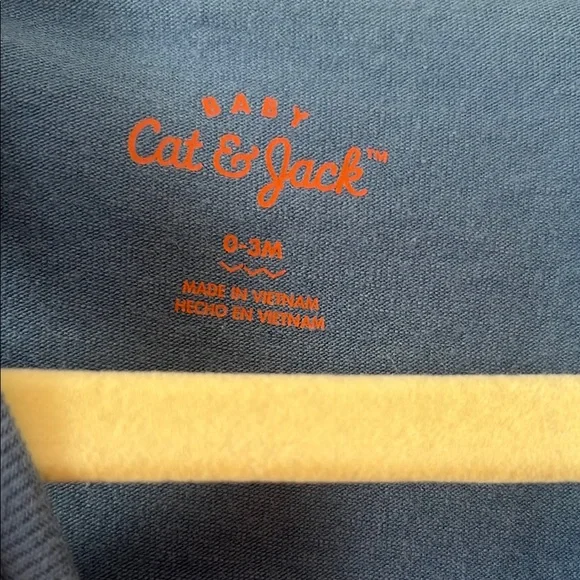 BABY
Cat & Jack™
0-3M
MADE IN VIETNAM
HECHO EN VIETNAM